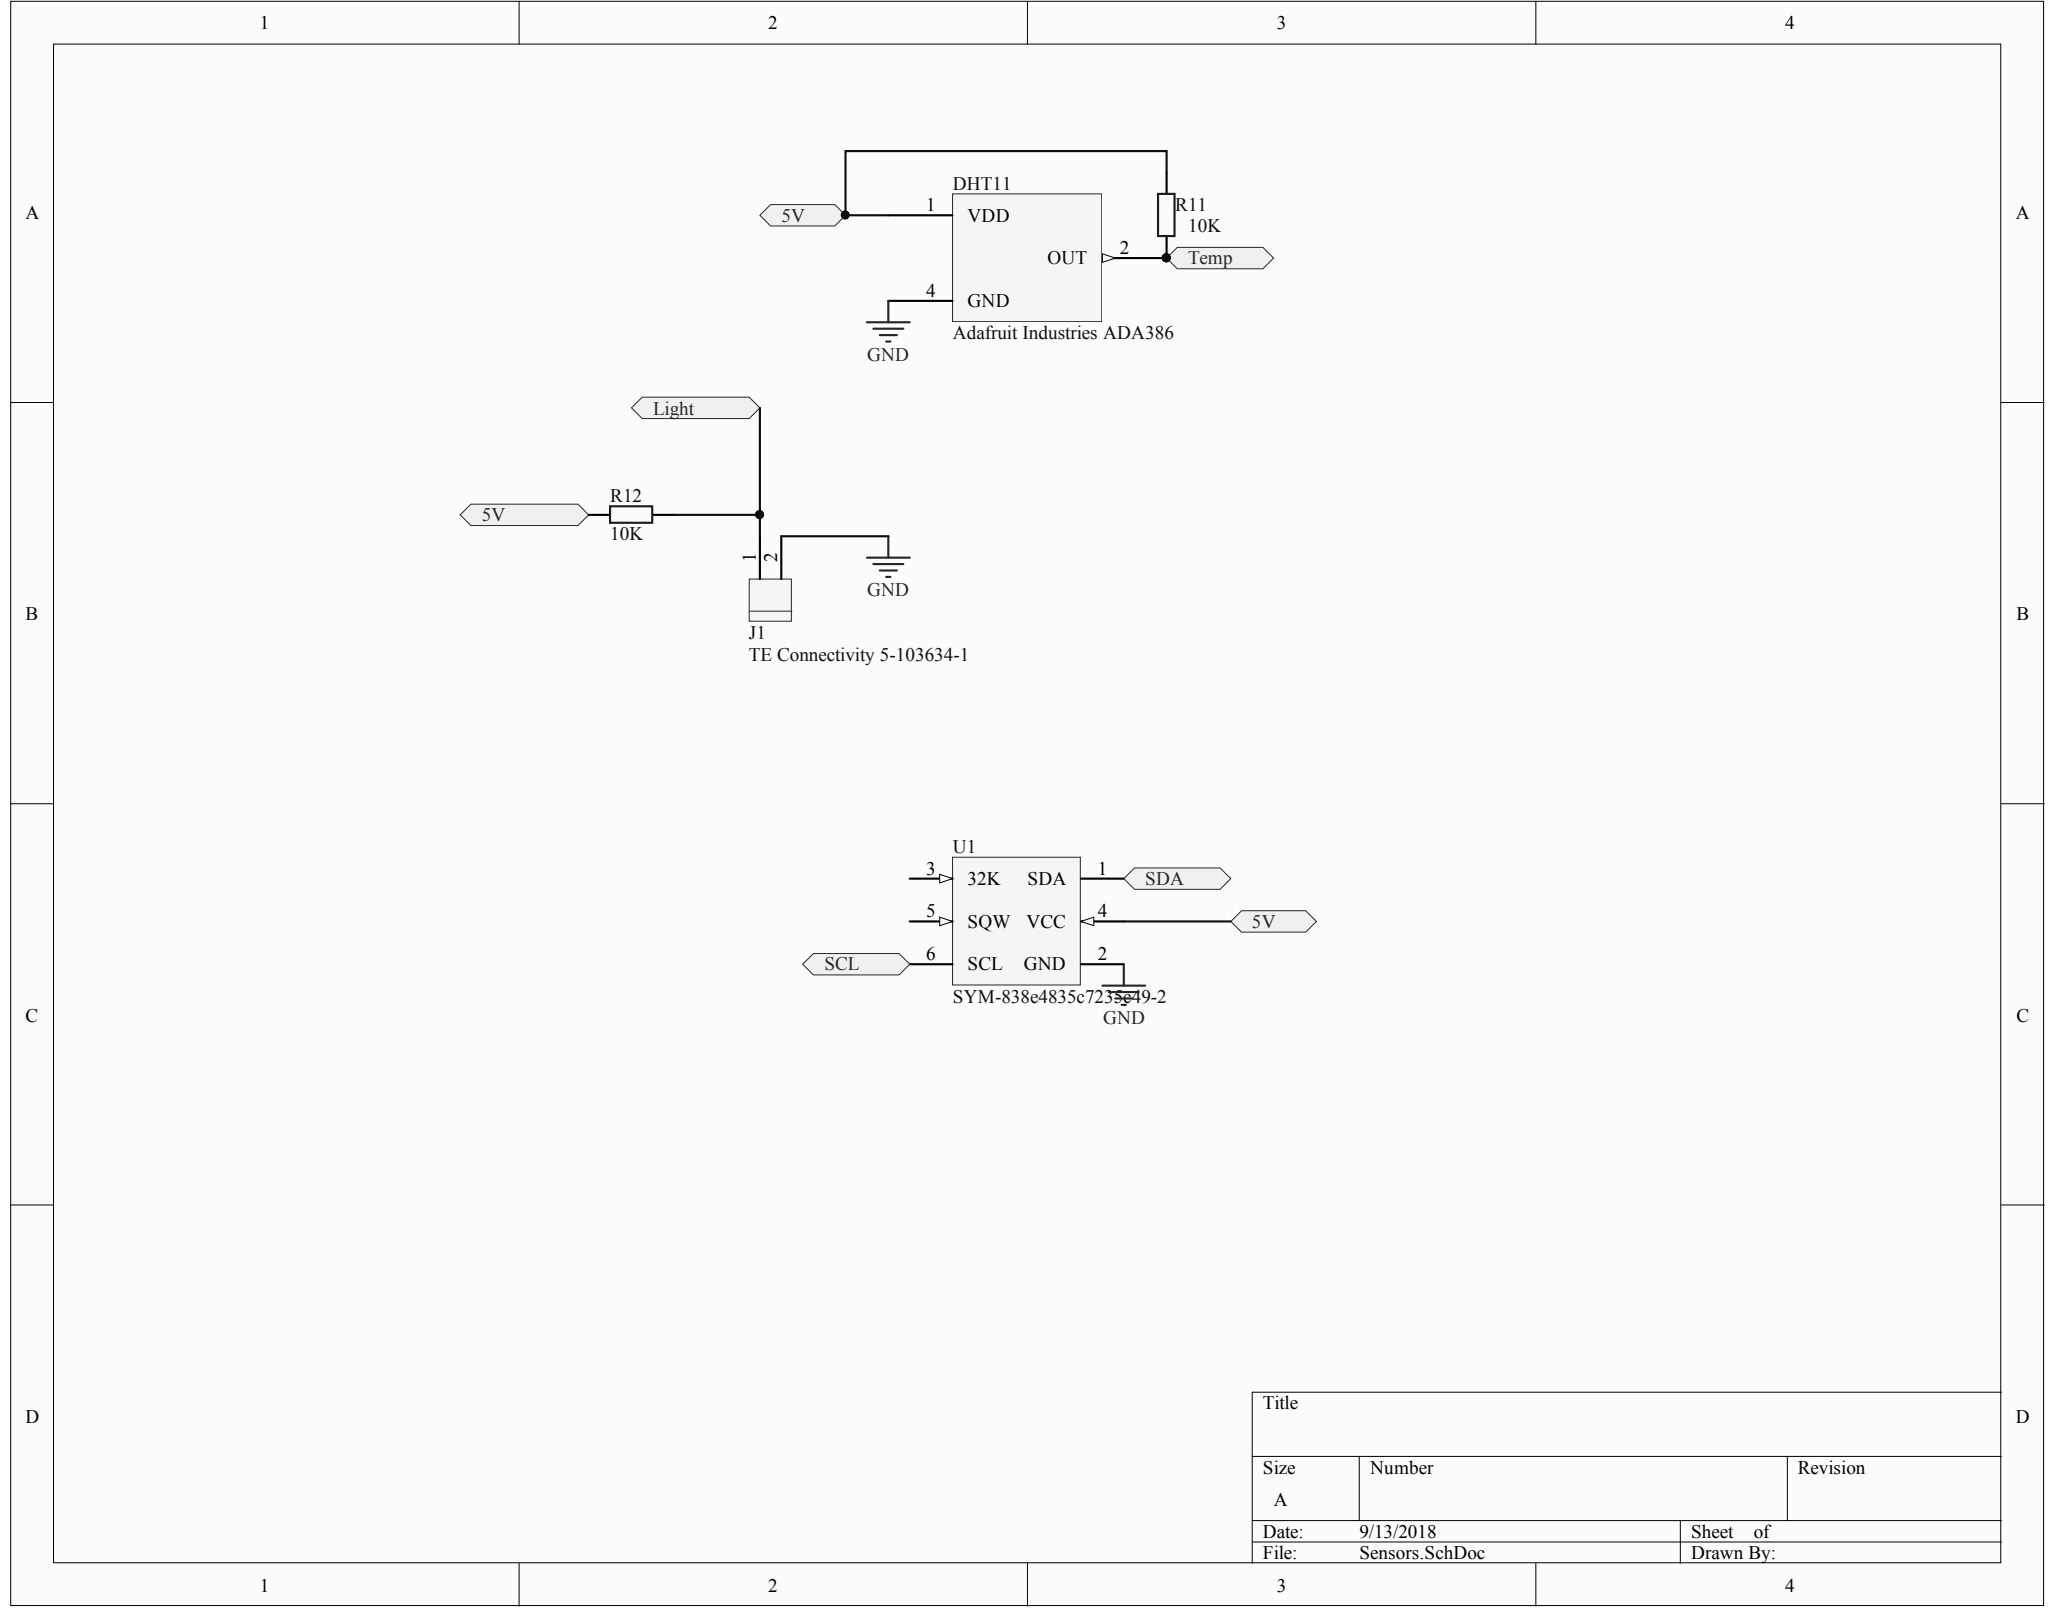 1 2 3 4
A A
DHT11
5V 1 VDD R11
10K
OUT 2 Temp
4 GND
Adafruit Industries ADA386
GND
Light
R12
5V
10K
1 2
GND
J1
TE Connectivity 5-103634-1
B B
U1
3 32K SDA 1 SDA
5 SQW VCC 4 5V
SCL 6 SCL GND 2
SYM-838e4835c7235e49-2
GND
C C
Title
D D
Size Number Revision
A
Date: 9/13/2018 Sheet of
File: Sensors.SchDoc Drawn By:
1 2 3 4